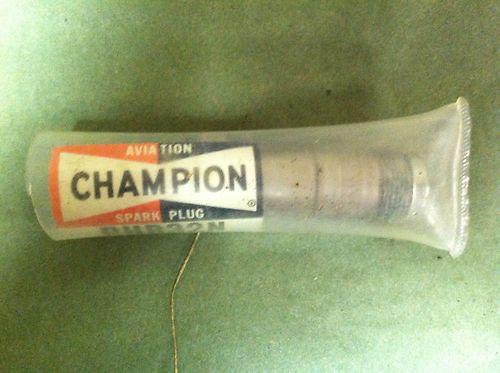 AVIATION
CHAMPION
®
SPARK PLUG